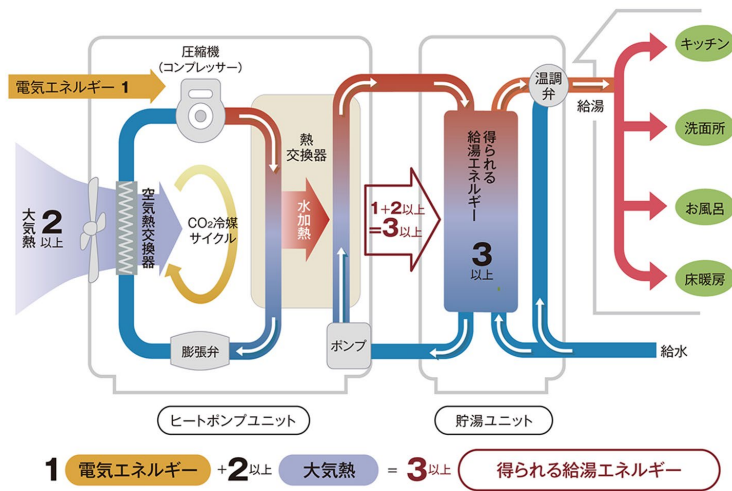 圧縮機
（コンプレッサー）
電気エネルギー 1
大気熱 2 以上
空気熱交換器
CO₂冷媒
サイクル
膨張弁
熱
交換器
水加熱
ポンプ
1+2以上
=3以上
得られる
給湯エネルギー
3
以上
温調
弁
給湯
キッチン
洗面所
お風呂
床暖房
給水
ヒートポンプユニット
貯湯ユニット
1 電気エネルギー +2以上 大気熱 = 3以上 得られる給湯エネルギー